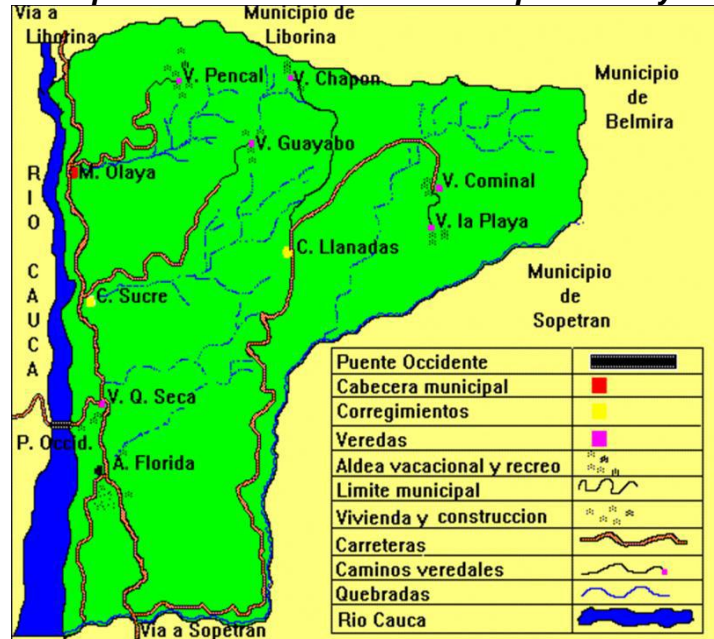 Via a
Liborina
Municipio de
Liborina
V. Pencal
V. Chapon
Municipio
de
Belmira
V. Guayabo
M. Olaya
RIO CAUCA
V. Cominal
V. la Playa
C. Llanadas
C. Sucre
Municipio
de
Sopetran
V. Q. Seca
P. Occid.
A. Florida
Via a Sopetran
Puente Occidente
Cabecera municipal
Corregimientos
Veredas
Aldea vacacional y recreo
Limite municipal
Vivienda y construccion
Carreteras
Caminos veredales
Quebradas
Rio Cauca